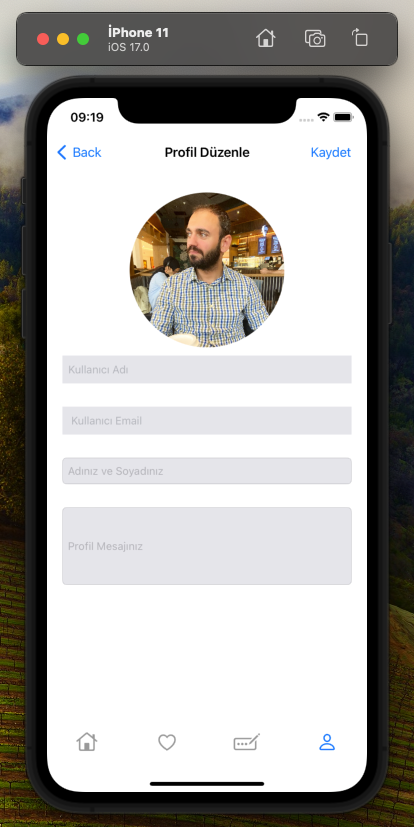 İPhone 11
iOS 17.0
09:19
Back
Profil Düzenle
Kaydet
Kullanıcı Adı
Kullanıcı Email
Adınız ve Soyadınız
Profil Mesajınız